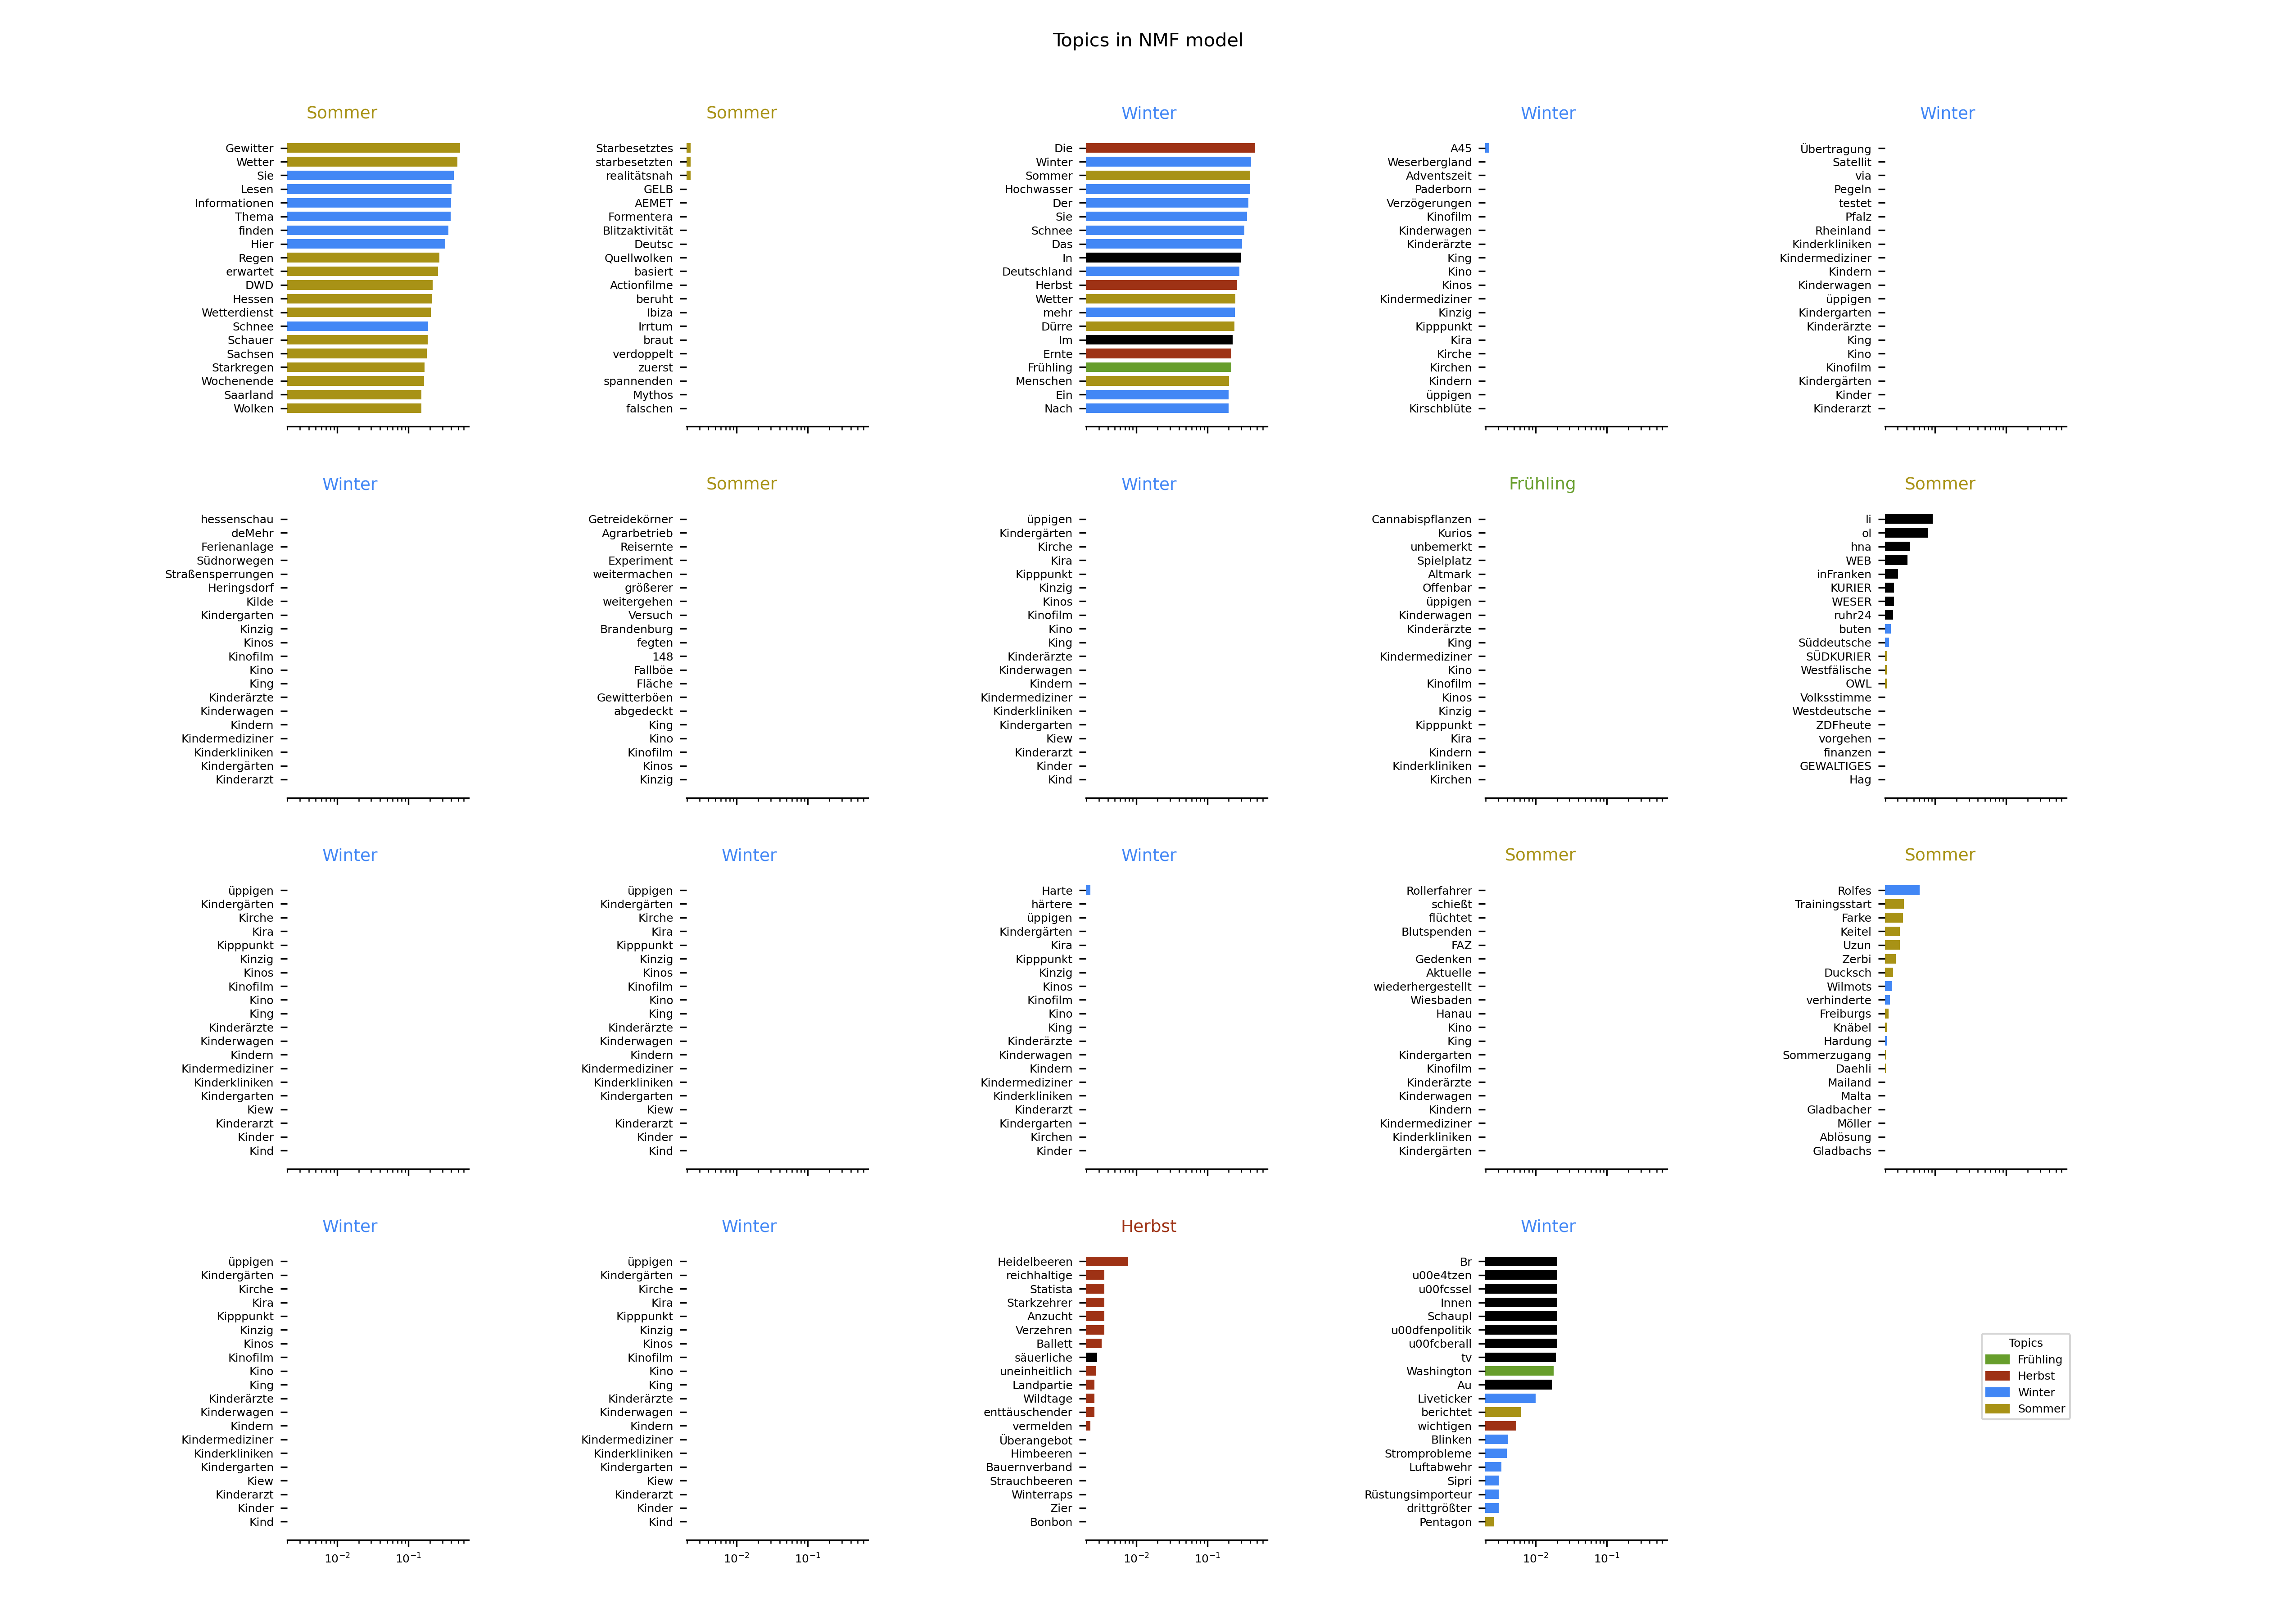 Topics in NMF model
Sommer
Gewitter
Wetter
Sie
Lesen
Informationen
Thema
finden
Hier
Regen
erwartet
DWD
Hessen
Wetterdienst
Schnee
Schauer
Sachsen
Starkregen
Wochenende
Saarland
Wolken
Sommer
Starbesetztes
starbesetzten
realitätsnah
GELB
AEMET
Formentera
Blitzaktivität
Deutsc
Quellwolken
basiert
Actionfilme
beruht
Ibiza
Irrtum
braut
verdoppelt
zuerst
spannenden
Mythos
falschen
Winter
Die
Winter
Sommer
Hochwasser
Der
Sie
Schnee
Das
In
Deutschland
Herbst
Wetter
mehr
Dürre
Im
Ernte
Frühling
Menschen
Ein
Nach
Winter
A45
Weserbergland
Adventszeit
Paderborn
Verzögerungen
Kinofilm
Kinderwagen
Kinderärzte
King
Kino
Kinos
Kindermediziner
Kinzig
Kipppunkt
Kira
Kirche
Kirchen
Kindern
üppigen
Kirschblüte
Winter
Übertragung
Satellit
via
Pegeln
testet
Pfalz
Rheinland
Kinderkliniken
Kindermediziner
Kindern
Kinderwagen
üppigen
Kindergarten
Kinderärzte
King
Kino
Kinofilm
Kindergärten
Kinder
Kinderarzt
Winter
hessenschau
deMehr
Ferienanlage
Südnorwegen
Straßensperrungen
Heringsdorf
Kilde
Kindergarten
Kinzig
Kinos
Kinofilm
Kino
King
Kinderärzte
Kinderwagen
Kindern
Kindermediziner
Kinderkliniken
Kindergärten
Kinderarzt
Sommer
Getreidekörner
Agrarbetrieb
Reisernte
Experiment
weitermachen
größerer
weitergehen
Versuch
Brandenburg
fegten
148
Fallböe
Fläche
Gewitterböen
abgedeckt
King
Kino
Kinofilm
Kinos
Kinzig
Winter
üppigen
Kindergärten
Kirche
Kira
Kipppunkt
Kinzig
Kinos
Kinofilm
Kino
King
Kinderärzte
Kinderwagen
Kindern
Kindermediziner
Kinderkliniken
Kindergarten
Kiew
Kinderarzt
Kinder
Kind
Frühling
Cannabispflanzen
Kurios
unbemerkt
Spielplatz
Altmark
Offenbar
üppigen
Kinderwagen
Kinderärzte
King
Kindermediziner
Kino
Kinofilm
Kinos
Kinzig
Kipppunkt
Kira
Kindern
Kinderkliniken
Kirchen
Sommer
li
ol
hna
WEB
inFranken
KURIER
WESER
ruhr24
buten
Süddeutsche
SÜDKURIER
Westfälische
OWL
Volksstimme
Westdeutsche
ZDFheute
vorgehen
finanzen
GEWALTIGES
Hag
Winter
üppigen
Kindergärten
Kirche
Kira
Kipppunkt
Kinzig
Kinos
Kinofilm
Kino
King
Kinderärzte
Kinderwagen
Kindern
Kindermediziner
Kinderkliniken
Kindergarten
Kiew
Kinderarzt
Kinder
Kind
Winter
üppigen
Kindergärten
Kirche
Kira
Kipppunkt
Kinzig
Kinos
Kinofilm
Kino
King
Kinderärzte
Kinderwagen
Kindern
Kindermediziner
Kinderkliniken
Kindergarten
Kiew
Kinderarzt
Kinder
Kind
Winter
Harte
härtere
üppigen
Kindergärten
Kira
Kipppunkt
Kinzig
Kinos
Kinofilm
Kino
King
Kinderärzte
Kinderwagen
Kindern
Kindermediziner
Kinderkliniken
Kinderarzt
Kindergarten
Kirchen
Kinder
Sommer
Rollerfahrer
schießt
flüchtet
Blutspenden
FAZ
Gedenken
Aktuelle
wiederhergestellt
Wiesbaden
Hanau
Kino
King
Kindergarten
Kinofilm
Kinderärzte
Kinderwagen
Kindern
Kindermediziner
Kinderkliniken
Kindergärten
Sommer
Rolfes
Trainingsstart
Farke
Keitel
Uzun
Zerbi
Ducksch
Wilmots
verhinderte
Freiburgs
Knäbel
Hardung
Sommerzugang
Daehli
Mailand
Malta
Gladbacher
Möller
Ablösung
Gladbachs
Winter
üppigen
Kindergärten
Kirche
Kira
Kipppunkt
Kinzig
Kinos
Kinofilm
Kino
King
Kinderärzte
Kinderwagen
Kindern
Kindermediziner
Kinderkliniken
Kindergarten
Kiew
Kinderarzt
Kinder
Kind
10⁻² 10⁻¹
Winter
üppigen
Kindergärten
Kirche
Kira
Kipppunkt
Kinzig
Kinos
Kinofilm
Kino
King
Kinderärzte
Kinderwagen
Kindern
Kindermediziner
Kinderkliniken
Kindergarten
Kiew
Kinderarzt
Kinder
Kind
10⁻² 10⁻¹
Herbst
Heidelbeeren
reichhaltige
Statista
Starkzehrer
Anzucht
Verzehren
Ballett
säuerliche
uneinheitlich
Landpartie
Wildtage
enttäuschender
vermelden
Überangebot
Himbeeren
Bauernverband
Strauchbeeren
Winterraps
Zier
Bonbon
10⁻² 10⁻¹
Winter
Br
u00e4tzen
u00fcssel
Innen
Schaupl
u00dfenpolitik
u00fcberall
tv
Washington
Au
Liveticker
berichtet
wichtigen
Blinken
Stromprobleme
Luftabwehr
Sipri
Rüstungsimporteur
drittgrößter
Pentagon
10⁻² 10⁻¹
Topics
Frühling
Herbst
Winter
Sommer